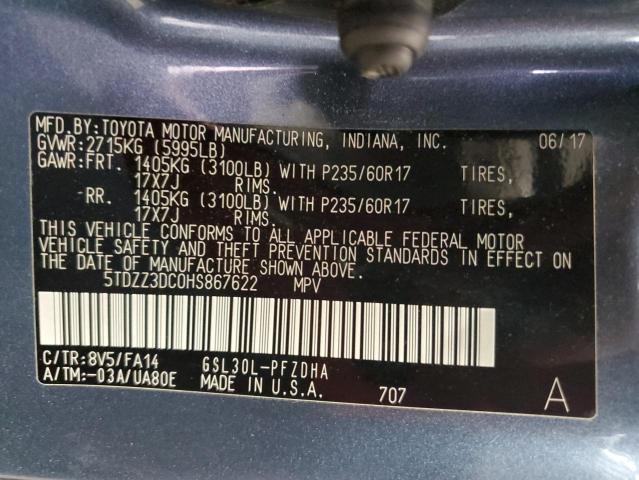 MFD.BY:TOYOTA MOTOR MANUFACTURING, INDIANA, INC. 06/17
GVWR:2715KG (5995LB)
GAWR:FRT. 1405KG (3100LB) WITH P235/60R17 TIRES,
17X7J RIMS.
RR. 1405KG (3100LB) WITH P235/60R17 TIRES,
17X7J RIMS.
THIS VEHICLE CONFORMS TO ALL APPLICABLE FEDERAL MOTOR
VEHICLE SAFETY AND THEFT PREVENTION STANDARDS IN EFFECT ON
THE DATE OF MANUFACTURE SHOWN ABOVE.
5TDZZ3DC0HS867622 MPV
C/TR:8V5/FA14 GSL30L-PFZDHA
A/TM:-03A/UA80E MADE IN U.S.A. 707 A